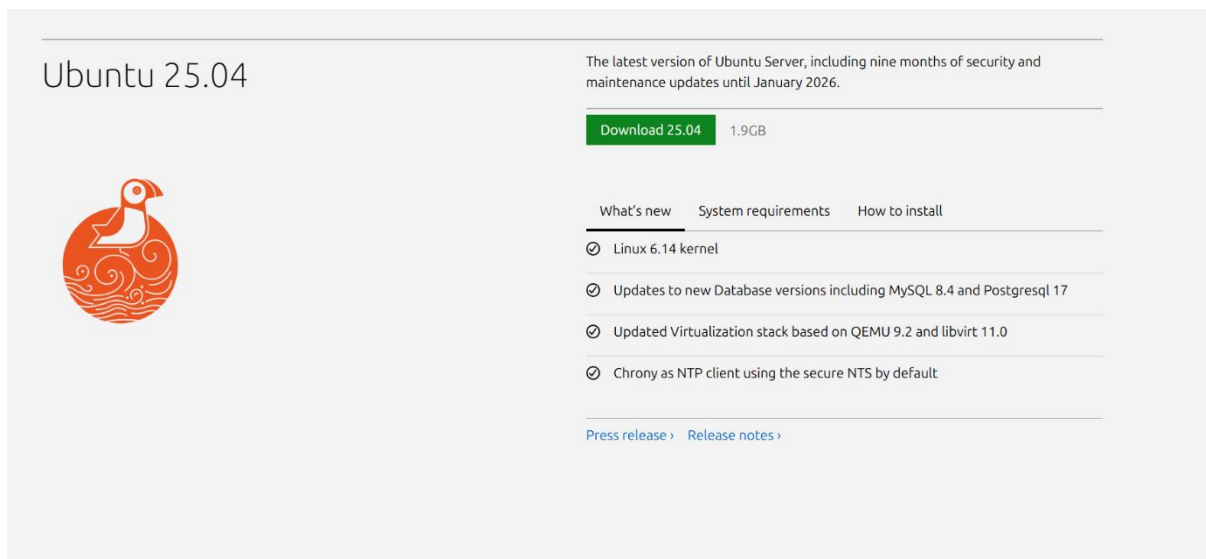 Ubuntu 25.04
The latest version of Ubuntu Server, including nine months of security and
maintenance updates until January 2026.
Download 25.04 1.9GB
What's new System requirements How to install
Linux 6.14 kernel
Updates to new Database versions including MySQL 8.4 and Postgresql 17
Updated Virtualization stack based on QEMU 9.2 and libvirt 11.0
Chrony as NTP client using the secure NTS by default
Press release › Release notes ›